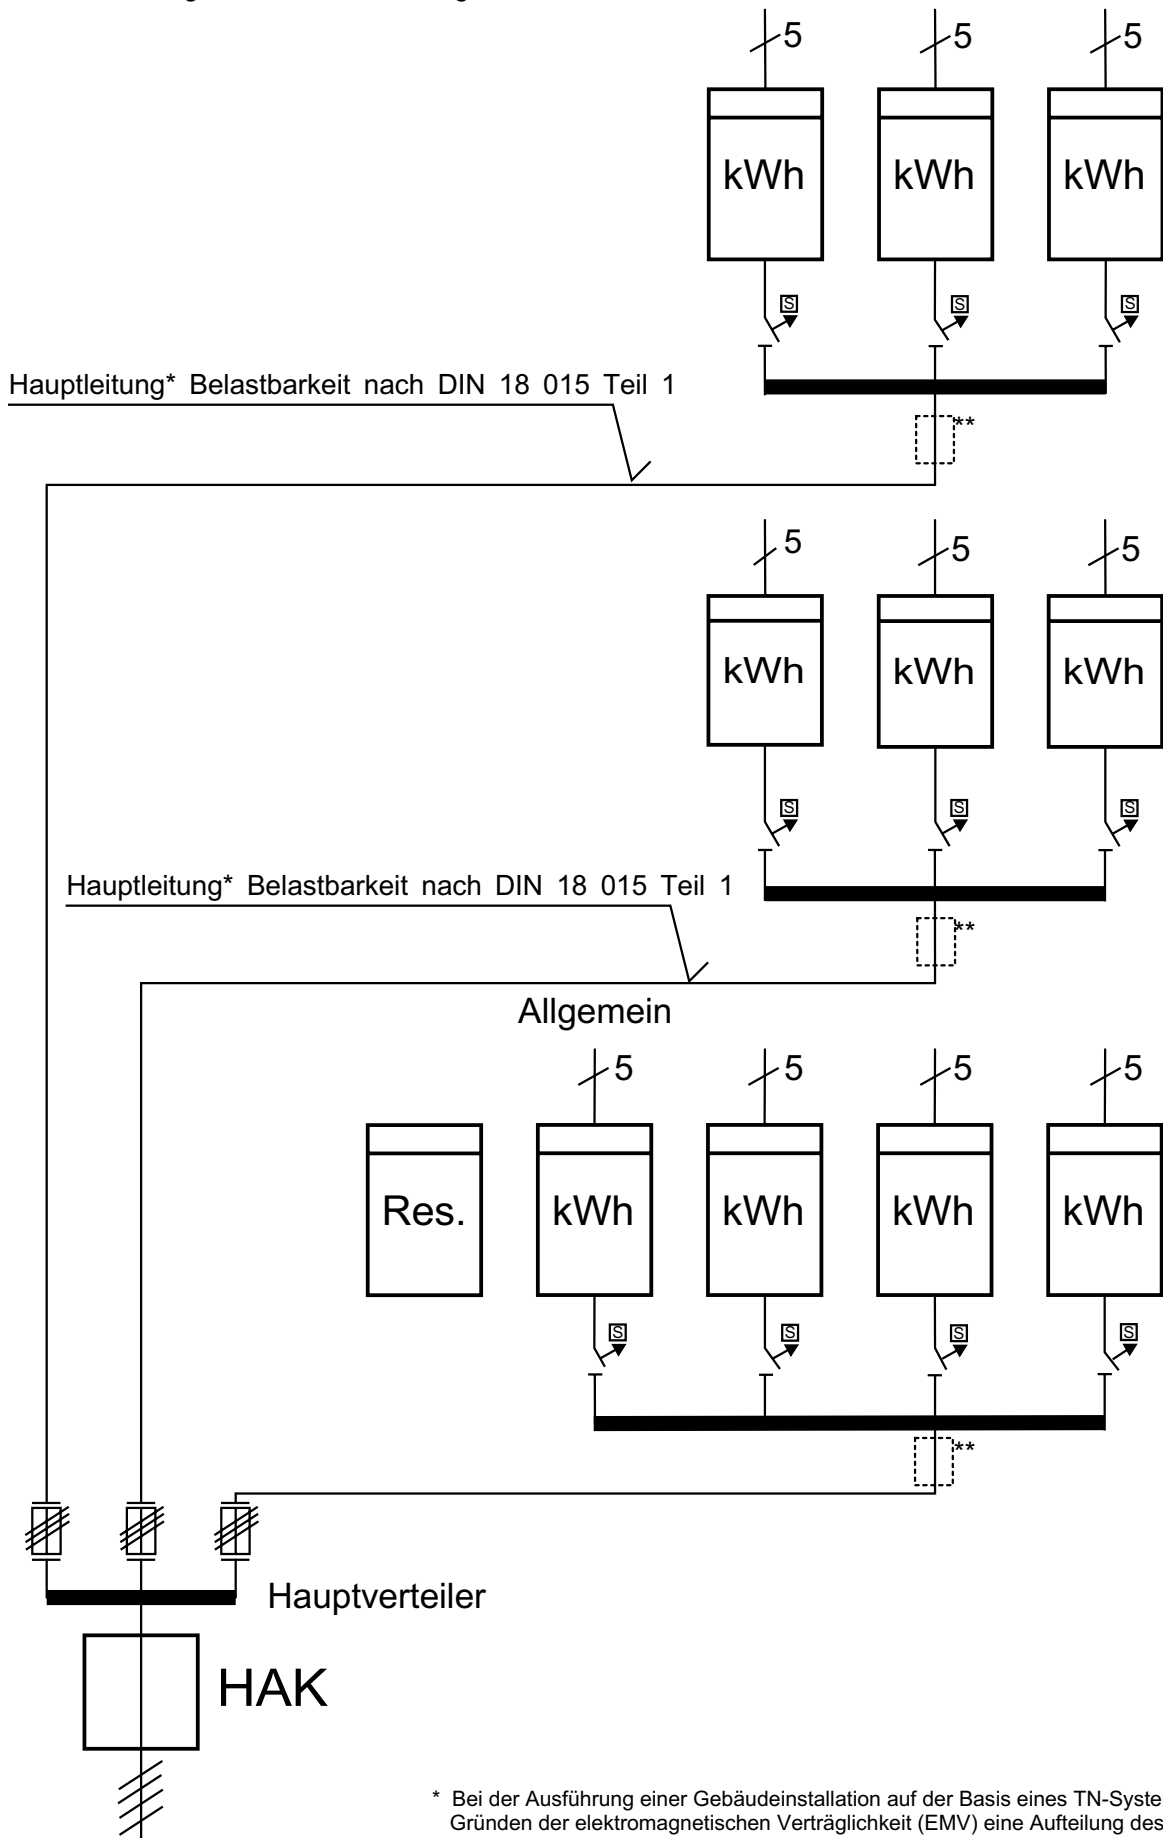 5 5 5
kWh kWh kWh
S S S
Hauptleitung* Belastbarkeit nach DIN 18 015 Teil 1
**
5 5 5
kWh kWh kWh
S S S
Hauptleitung* Belastbarkeit nach DIN 18 015 Teil 1
**
Allgemein
5 5 5 5
Res. kWh kWh kWh kWh
S S S S
**
Hauptverteiler
HAK
* Bei der Ausführung einer Gebäudeinstallation auf der Basis eines TN-Syste
Gründen der elektromagnetischen Verträglichkeit (EMV) eine Aufteilung des